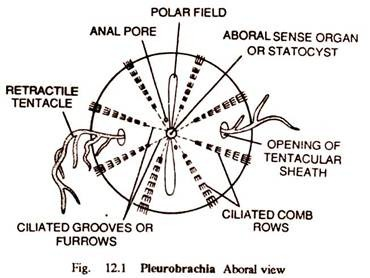 POLAR FIELD
ANAL PORE
ABORAL SENSE ORGAN
OR STATOCYST
RETRACTILE
TENTACLE
OPENING OF
TENTACULAR
SHEATH
CILIATED GROOVES OR
FURROWS
CILIATED COMB
ROWS
Fig. 12.1 Pleurobrachia Aboral view